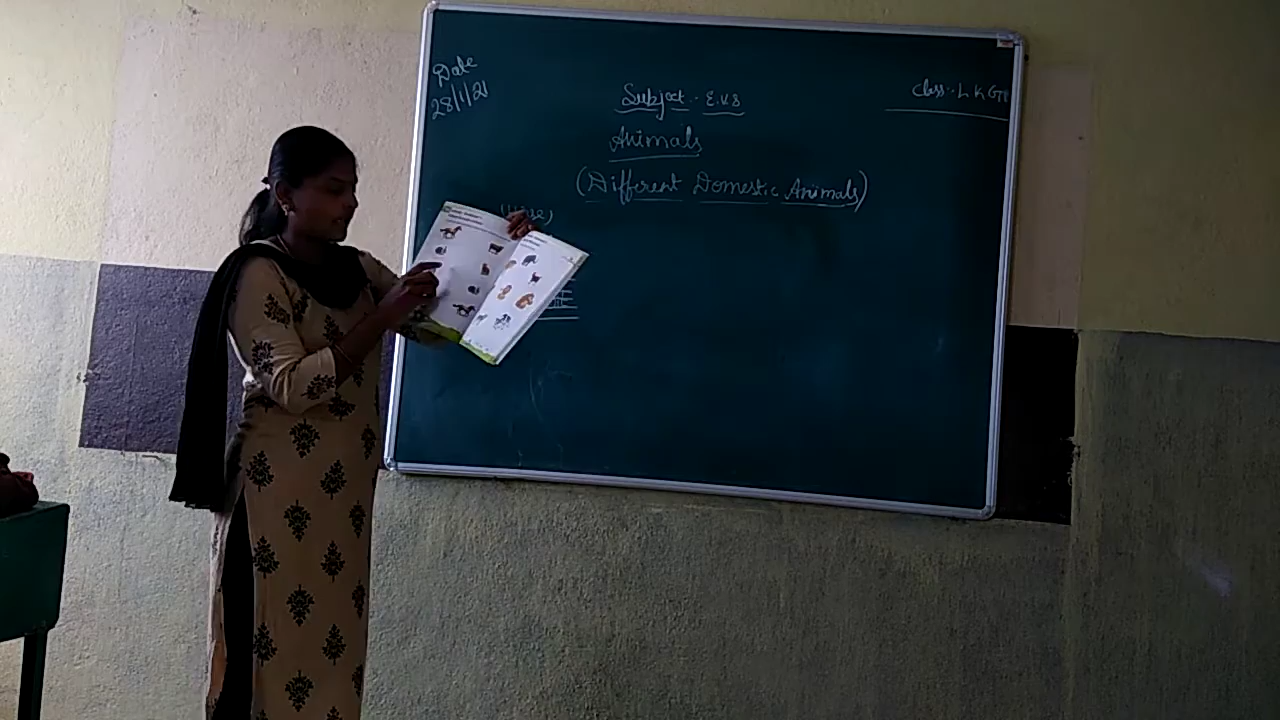 Date
28/1/21
Subject :- E.V.S
Class :- L K G
Animals
(Different Domestic Animals)